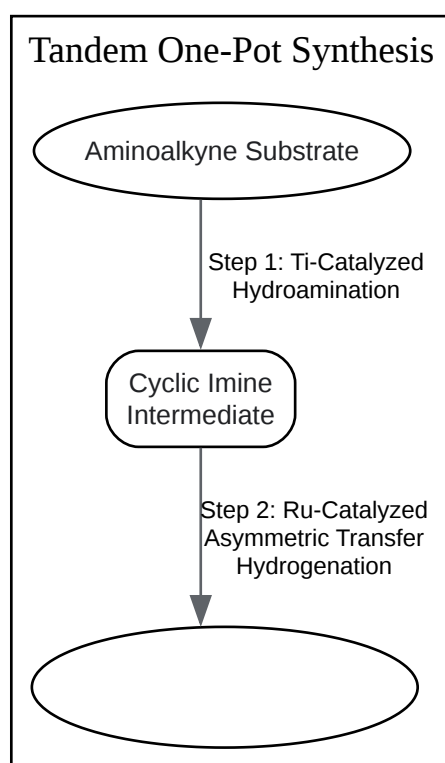 Tandem One-Pot Synthesis
Aminoalkyne Substrate
Step 1: Ti-Catalyzed
Hydroamination
Cyclic Imine
Intermediate
Step 2: Ru-Catalyzed
Asymmetric Transfer
Hydrogenation